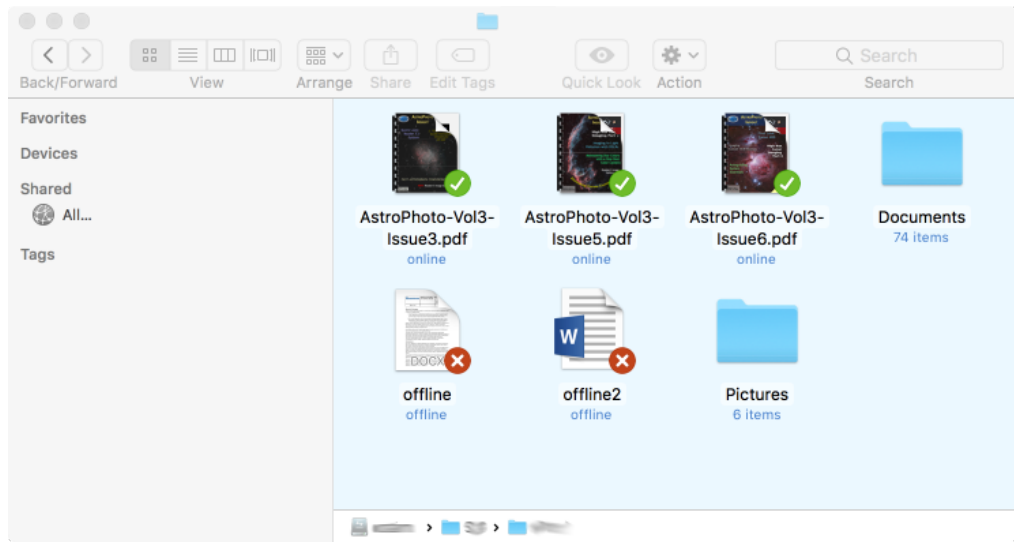 Search
Back/Forward
View
Arrange
Share
Edit Tags
Quick Look
Action
Search
Favorites
Devices
Shared
All...
Tags
AstroPhoto-Vol3-
Issue3.pdf
online
AstroPhoto-Vol3-
Issue5.pdf
online
AstroPhoto-Vol3-
Issue6.pdf
online
Documents
74 items
DOCX
offline
offline
W
offline2
offline
Pictures
6 items